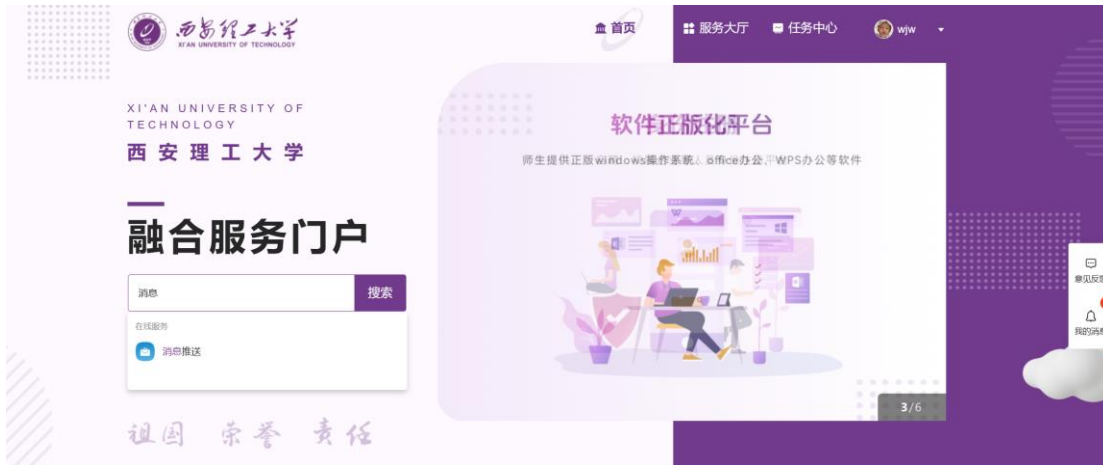 西安理工大学
XI'AN UNIVERSITY OF TECHNOLOGY
首页
服务大厅
任务中心
wjw
XI'AN UNIVERSITY OF
TECHNOLOGY
西安理工大学
融合服务门户
消息
搜索
在线服务
消息推送
祖国 荣誉 责任
软件正版化平台
师生提供正版windows操作系统、office办公、WPS办公等软件
W
3/6
意见反馈
我的消息